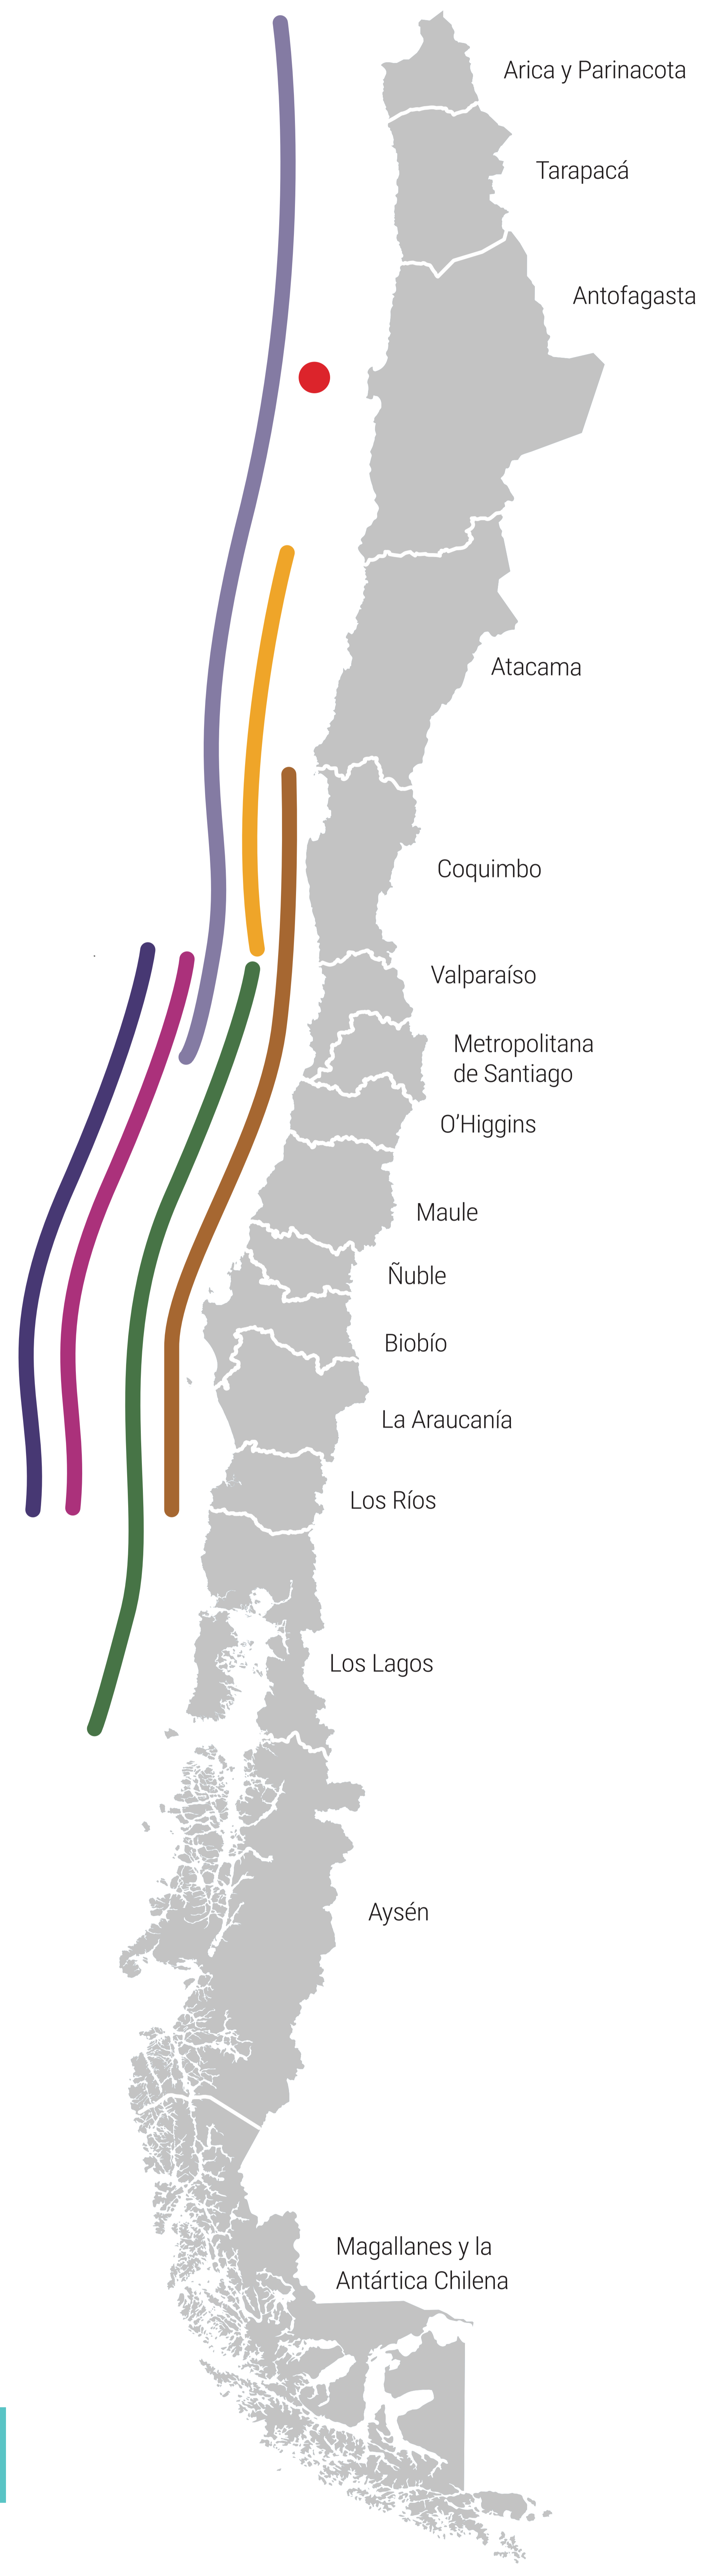 Arica y Parinacota
Tarapacá
Antofagasta
Atacama
Coquimbo
Valparaíso
Metropolitana
de Santiago
O’Higgins
Maule
Ñuble
Biobío
La Araucanía
Los Ríos
Los Lagos
Aysén
Magallanes y la
Antártica Chilena